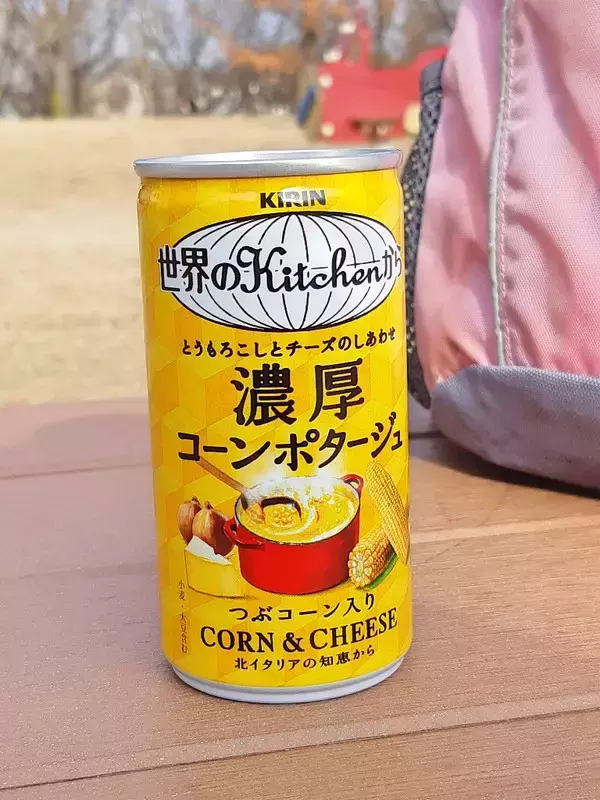 KIRIN
世界のKitchenから
とうもろこしとチーズのしあわせ
濃厚
コーンポタージュ
小麦・大豆含む
つぶコーン入り
CORN & CHEESE
北イタリアの知恵から